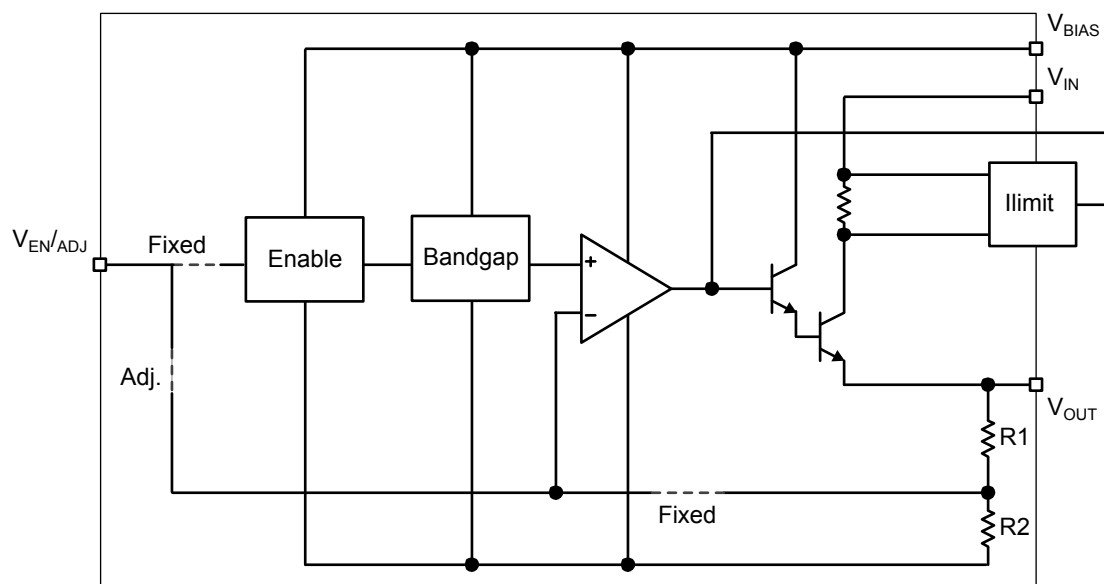 V_BIAS
V_IN
Ilimit
V_EN/ADJ
Fixed
Enable
Bandgap
+
−
Adj.
V_OUT
R1
Fixed
R2